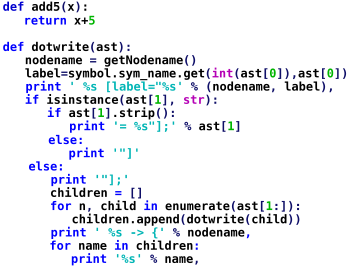 def add5(x):
    return x+5

def dotwrite(ast):
    nodename = getNodename()
    label=symbol.sym_name.get(int(ast[0]),ast[0])
    print ' %s [label="%s' % (nodename, label),
    if isinstance(ast[1], str):
        if ast[1].strip():
            print '= %s"];' % ast[1]
        else:
            print '"]'
    else:
        print '"];'
        children = []
        for n, child in enumerate(ast[1:]):
            children.append(dotwrite(child))
        print ' %s -> {' % nodename,
        for name in children:
            print '%s' % name,